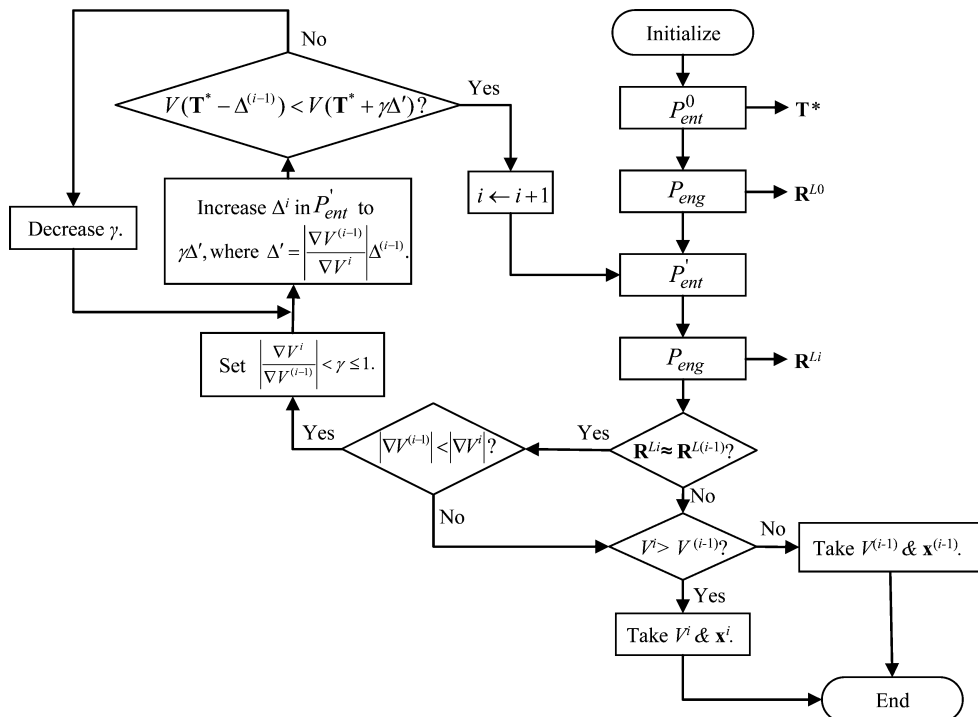 Initialize
P⁰ₑₙₜ
T*
P_eng
R^{L0}
P'_ent
P_eng
R^{Li}
R^{Li} ≈ R^{L(i-1)}?
Yes
No
|∇V^{(i-1)}| < |∇V^i|?
Yes
No
Set |∇V^i / ∇V^{(i-1)}| < γ ≤ 1.
Increase Δ^i in P'_ent to
γΔ′, where Δ′ = |∇V^{(i-1)} / ∇V^i| Δ^{(i-1)}.
V(T* − Δ^{(i-1)}) < V(T* + γΔ′)?
No
Yes
Decrease γ.
i ← i+1
V^i > V^{(i-1)}?
No
Yes
Take V^{(i-1)} & x^{(i-1)}.
Take V^i & x^i.
End